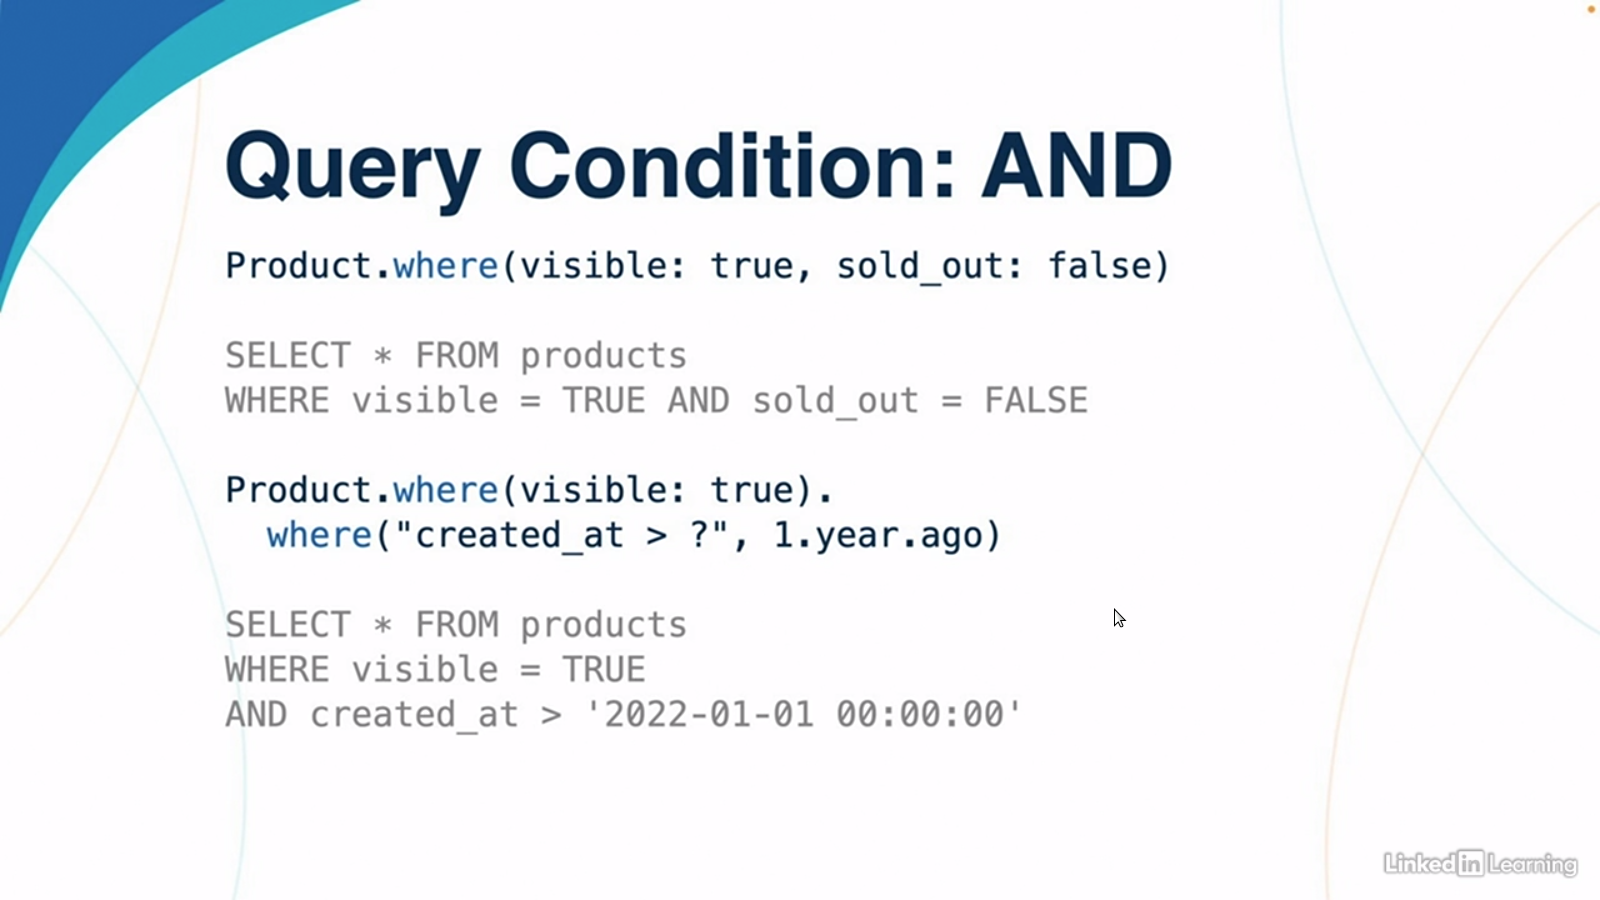 Query Condition: AND
Product.where(visible: true, sold_out: false)
SELECT * FROM products
WHERE visible = TRUE AND sold_out = FALSE
Product.where(visible: true).
where("created_at > ?", 1.year.ago)
SELECT * FROM products
WHERE visible = TRUE
AND created_at > '2022-01-01 00:00:00'
LinkedIn Learning